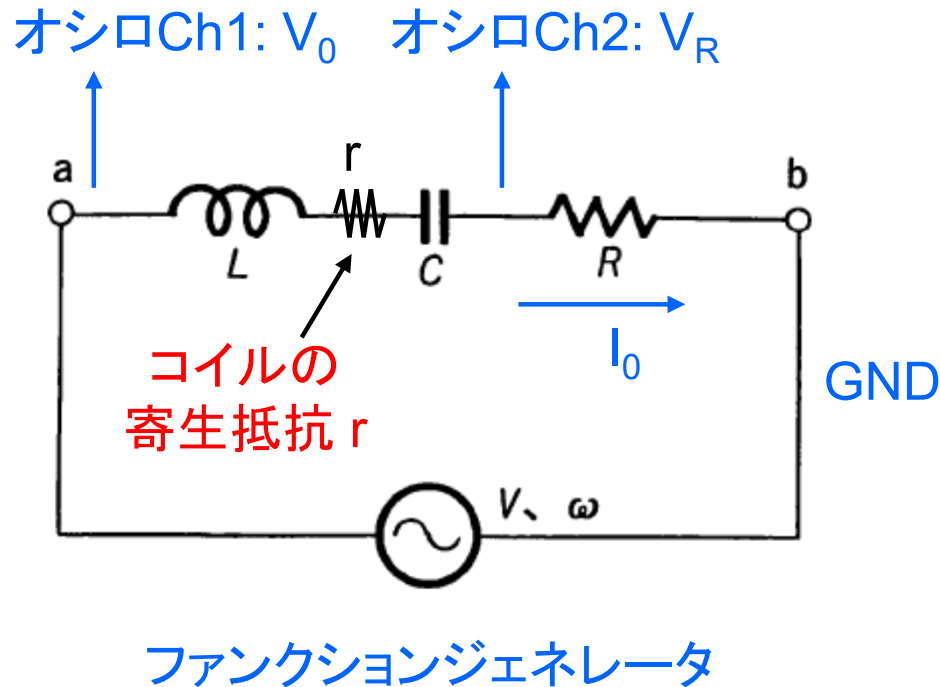 オシロCh1: V0
オシロCh2: VR
a
r
b
L
C
R
I0
コイルの
寄生抵抗 r
GND
V、ω
ファンクションジェネレータ